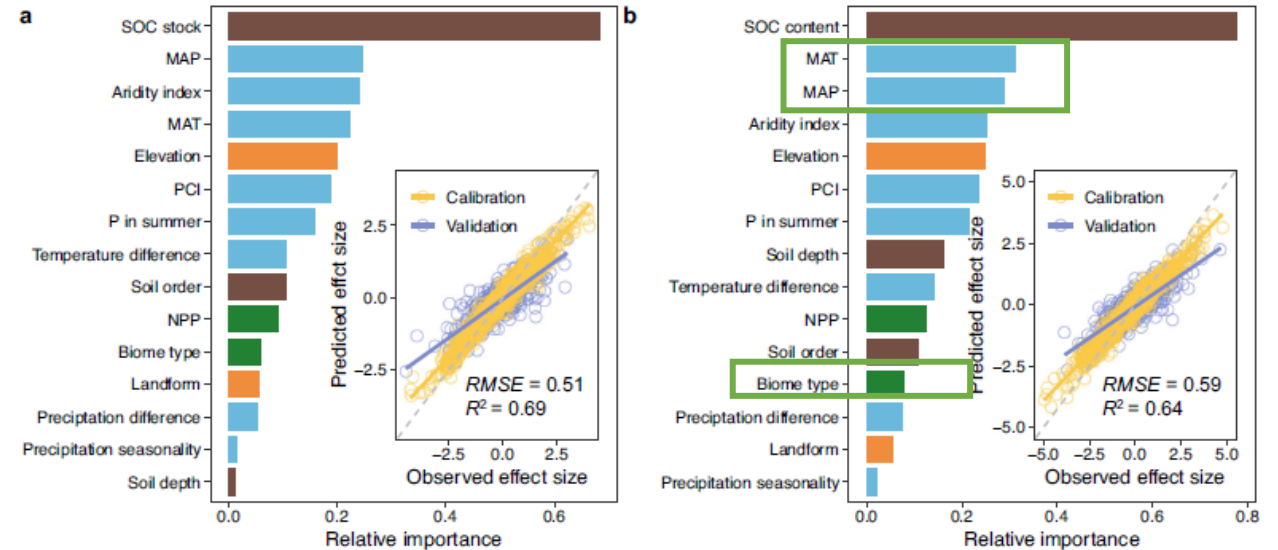 a
SOC stock
MAP
Aridity index
MAT
Elevation
PCI
P in summer
Temperature difference
Soil order
NPP
Biome type
Landform
Preciptation difference
Precipitation seasonality
Soil depth
0.0 0.2 0.4 0.6
Relative importance
Calibration
Validation
Predicted effct size
2.5
0.0
−2.5
RMSE = 0.51
R² = 0.69
−2.5 0.0 2.5
Observed effect size
b
SOC content
MAT
MAP
Aridity index
Elevation
PCI
P in summer
Soil depth
Temperature difference
NPP
Soil order
Biome type
Preciptation difference
Landform
Precipitation seasonality
0.0 0.2 0.4 0.6 0.8
Relative importance
Calibration
Validation
Predicted effect size
5.0
2.5
0.0
−2.5
−5.0
RMSE = 0.59
R² = 0.64
−5.0 −2.5 0.0 2.5 5.0
Observed effect size